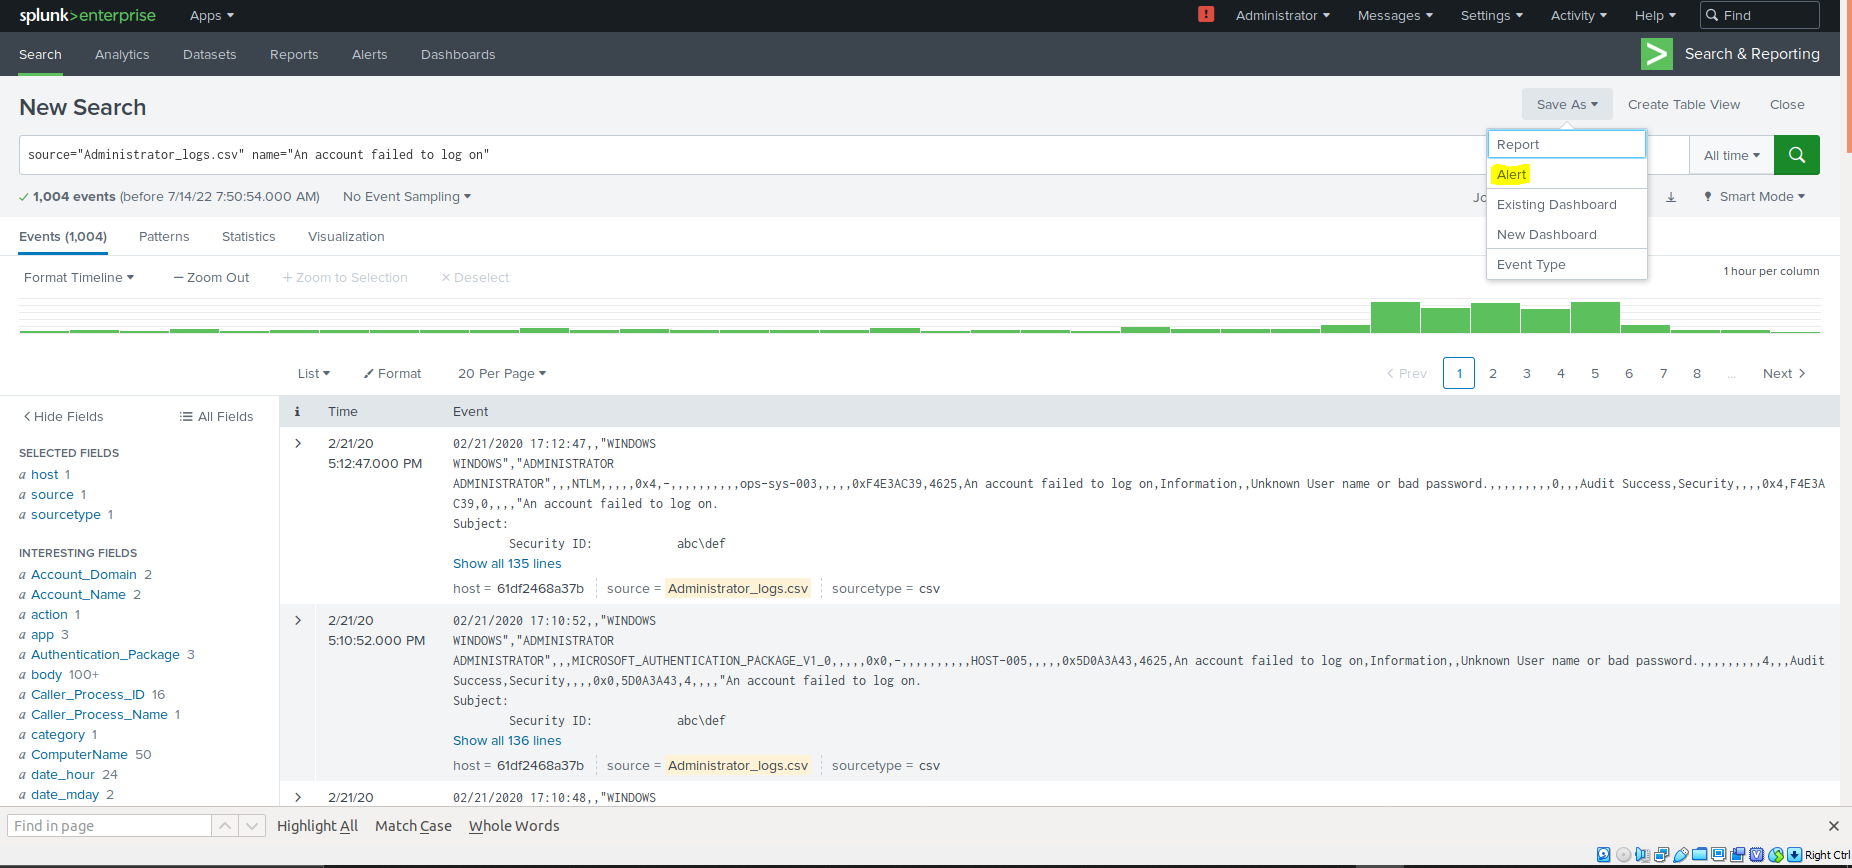 splunk>enterprise Apps ▾ ! Administrator ▾ Messages ▾ Settings ▾ Activity ▾ Help ▾ Find
Search Analytics Datasets Reports Alerts Dashboards > Search & Reporting
New Search Save As ▾ Create Table View Close
source="Administrator_logs.csv" name="An account failed to log on" All time ▾
Report
Alert
Existing Dashboard
New Dashboard
Event Type
✓ 1,004 events (before 7/14/22 7:50:54.000 AM) No Event Sampling ▾ Smart Mode ▾
Events (1,004) Patterns Statistics Visualization
Format Timeline ▾ — Zoom Out + Zoom to Selection × Deselect 1 hour per column
List ▾ Format 20 Per Page ▾ < Prev 1 2 3 4 5 6 7 8 ... Next >
< Hide Fields All Fields
SELECTED FIELDS
a host 1
a source 1
a sourcetype 1
INTERESTING FIELDS
a Account_Domain 2
a Account_Name 2
a action 1
a app 3
a Authentication_Package 3
a body 100+
a Caller_Process_ID 16
a Caller_Process_Name 1
a category 1
a ComputerName 50
a date_hour 24
a date_mday 2
i Time Event
> 2/21/20
5:12:47.000 PM
02/21/2020 17:12:47,,"WINDOWS
WINDOWS","ADMINISTRATOR
ADMINISTRATOR",,,NTLM,,,,,0x4,-,,,,,,,,,,ops-sys-003,,,,,0xF4E3AC39,4625,An account failed to log on,Information,,Unknown User name or bad password.,,,,,,,,,0,,,Audit Success,Security,,,,0x4,F4E3A
C39,0,,,,"An account failed to log on.
Subject:
Security ID: abc\def
Show all 135 lines
host = 61df2468a37b source = Administrator_logs.csv sourcetype = csv
> 2/21/20
5:10:52.000 PM
02/21/2020 17:10:52,,"WINDOWS
WINDOWS","ADMINISTRATOR
ADMINISTRATOR",,,MICROSOFT_AUTHENTICATION_PACKAGE_V1_0,,,,,0x0,-,,,,,,,,,,HOST-005,,,,,0x5D0A3A43,4625,An account failed to log on,Information,,Unknown User name or bad password.,,,,,,,,,4,,,Audit
Success,Security,,,,0x0,5D0A3A43,4,,,,"An account failed to log on.
Subject:
Security ID: abc\def
Show all 136 lines
host = 61df2468a37b source = Administrator_logs.csv sourcetype = csv
> 2/21/20 02/21/2020 17:10:48,,"WINDOWS
Find in page Highlight All Match Case Whole Words ×
Right Ctrl